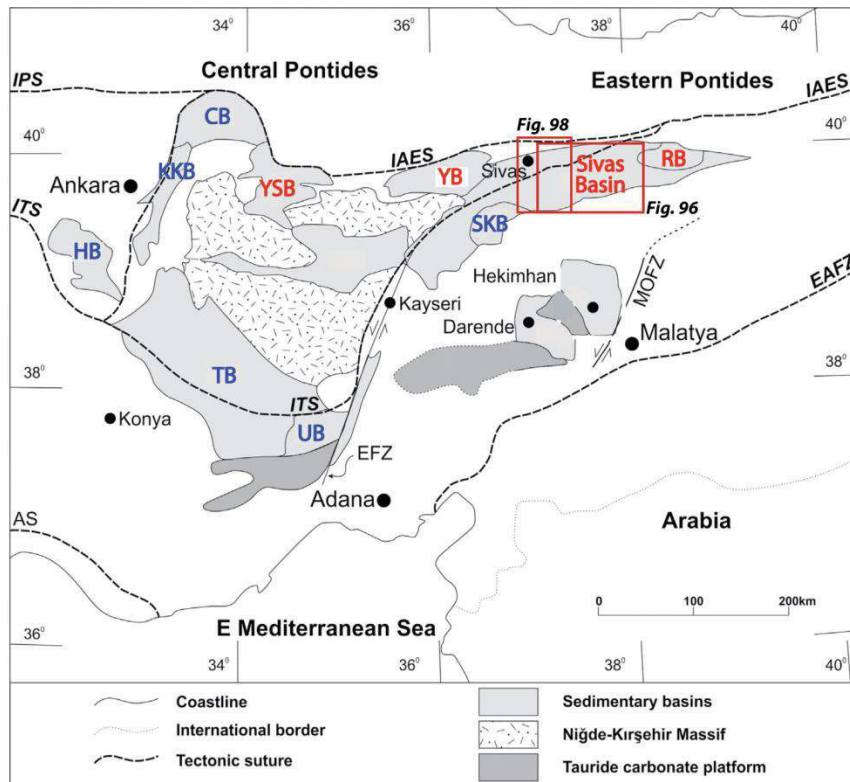 34°
36°
38°
40°
IPS
Central Pontides
Eastern Pontides
IAES
CB
Fig. 98
40°
40°
IAES
KKB
Ankara
YSB
YB
Sivas
Sivas
Basin
RB
ITS
SKB
Fig. 96
HB
Hekimhan
MOFZ
EAFZ
Kayseri
Darende
Malatya
38°
38°
TB
ITS
Konya
UB
EFZ
Adana
AS
Arabia
0
100
200km
36°
E Mediterranean Sea
34°
36°
38°
40°
Coastline
Sedimentary basins
International border
Niğde-Kırşehir Massif
Tectonic suture
Tauride carbonate platform